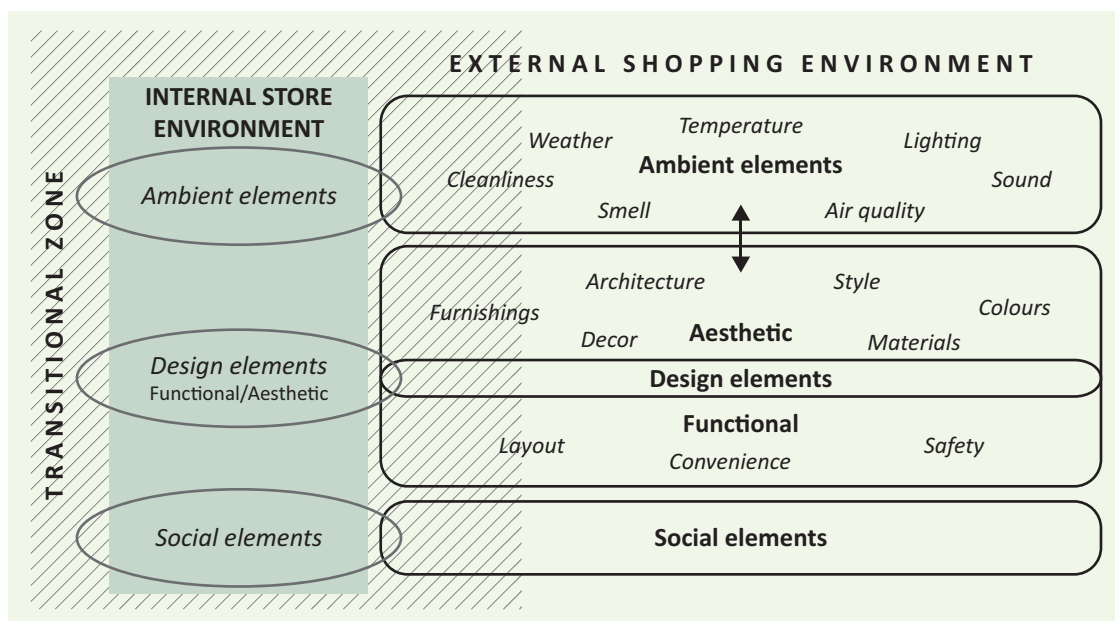 EXTERNAL SHOPPING ENVIRONMENT
TRANSITIONAL ZONE
INTERNAL STORE
ENVIRONMENT
Ambient elements
Design elements
Functional/Aesthetic
Social elements
Weather
Temperature
Lighting
Cleanliness
Ambient elements
Sound
Smell
Air quality
Architecture
Style
Furnishings
Colours
Decor
Aesthetic
Materials
Design elements
Functional
Layout
Convenience
Safety
Social elements